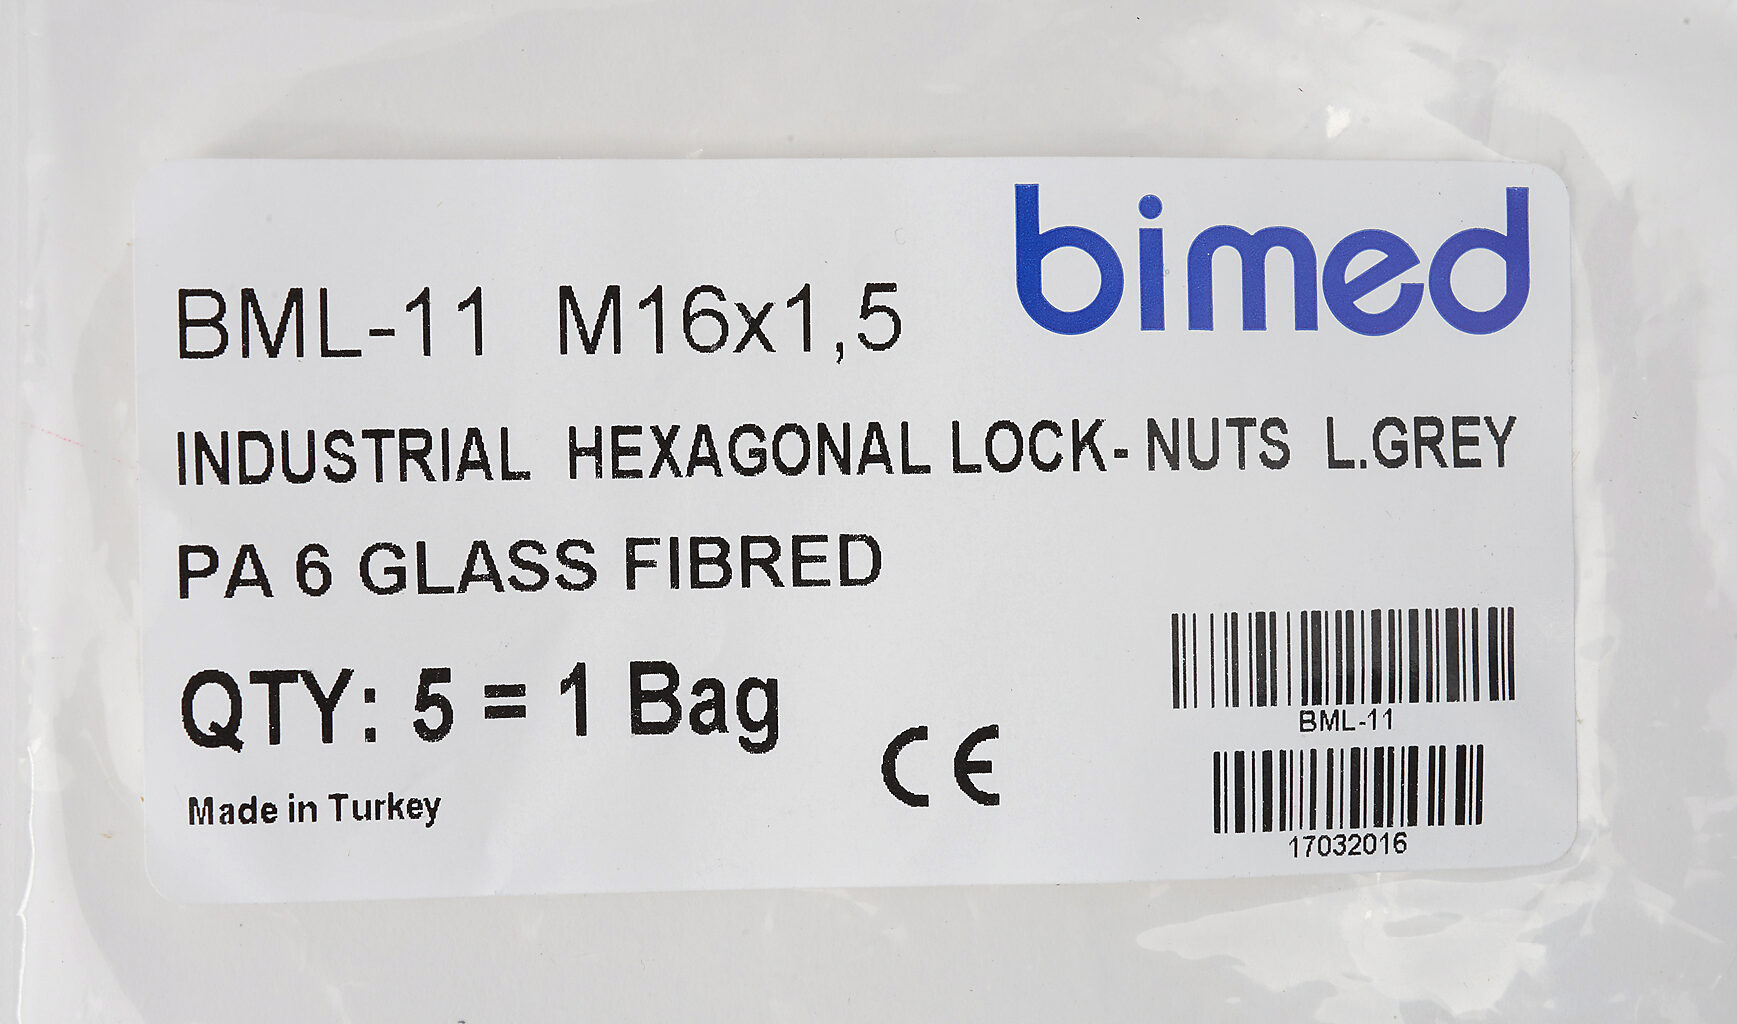 bimed
BML-11 M16x1,5
INDUSTRIAL HEXAGONAL LOCK- NUTS L.GREY
PA 6 GLASS FIBRED
QTY: 5 = 1 Bag
CE
BML-11
Made in Turkey
17032016